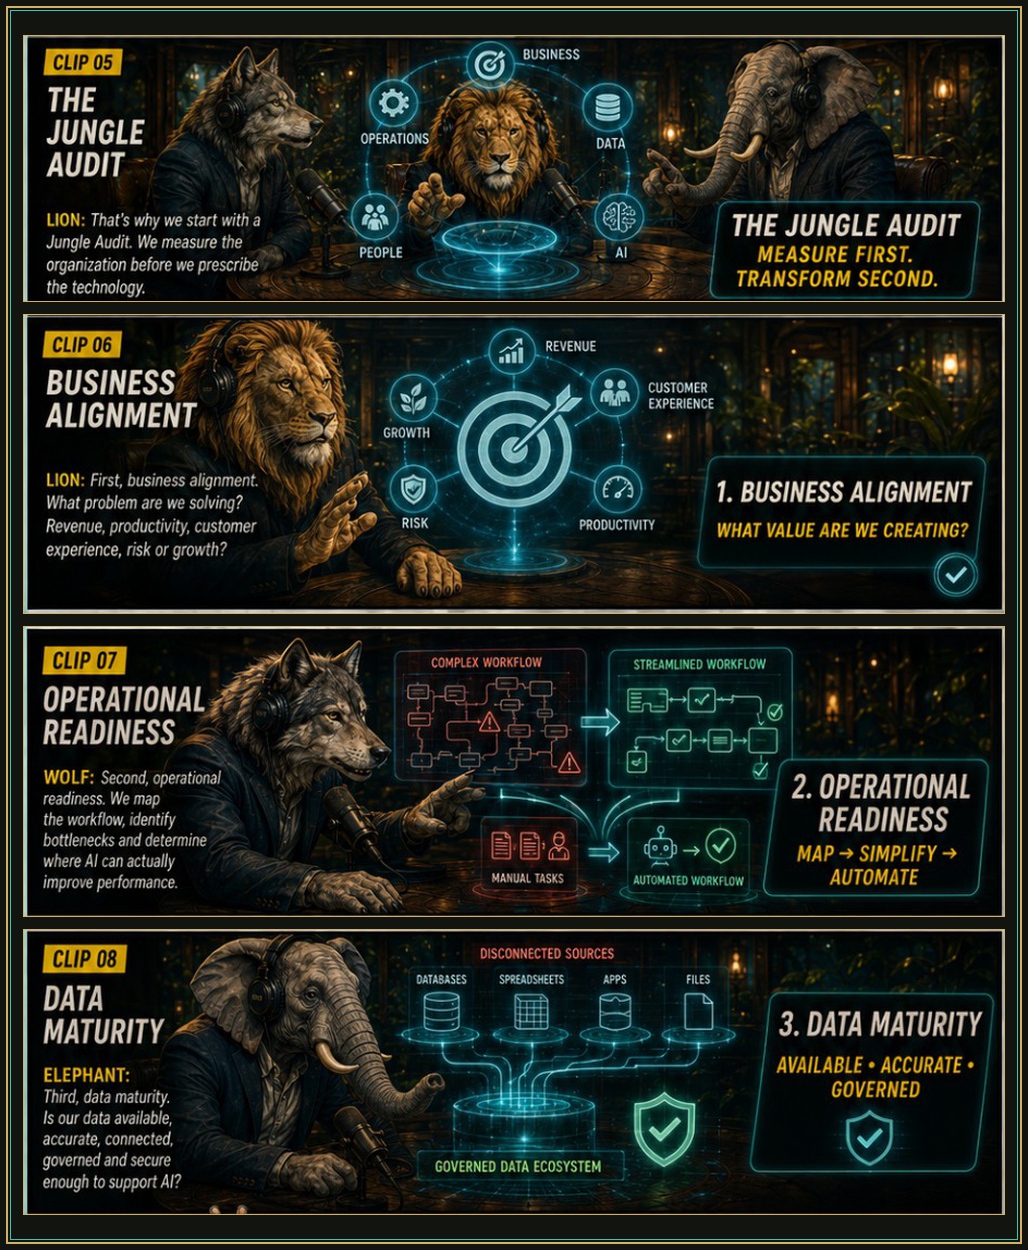 CLIP 05
THE
JUNGLE
AUDIT
LION: That's why we start with a
Jungle Audit. We measure the
organization before we prescribe
the technology.
BUSINESS
OPERATIONS
DATA
PEOPLE
AI
THE JUNGLE AUDIT
MEASURE FIRST.
TRANSFORM SECOND.
CLIP 06
BUSINESS
ALIGNMENT
LION: First, business alignment.
What problem are we solving?
Revenue, productivity, customer
experience, risk or growth?
REVENUE
CUSTOMER
EXPERIENCE
GROWTH
RISK
PRODUCTIVITY
1. BUSINESS ALIGNMENT
WHAT VALUE ARE WE CREATING?
CLIP 07
OPERATIONAL
READINESS
WOLF: Second, operational
readiness. We map
the workflow, identify
bottlenecks and determine
where AI can actually
improve performance.
COMPLEX WORKFLOW
STREAMLINED WORKFLOW
MANUAL TASKS
AUTOMATED WORKFLOW
2. OPERATIONAL
READINESS
MAP → SIMPLIFY →
AUTOMATE
CLIP 08
DATA
MATURITY
ELEPHANT:
Third, data maturity.
Is our data available,
accurate, connected,
governed and secure
enough to support AI?
DISCONNECTED SOURCES
DATABASES
SPREADSHEETS
APPS
FILES
GOVERNED DATA ECOSYSTEM
3. DATA MATURITY
AVAILABLE • ACCURATE •
GOVERNED